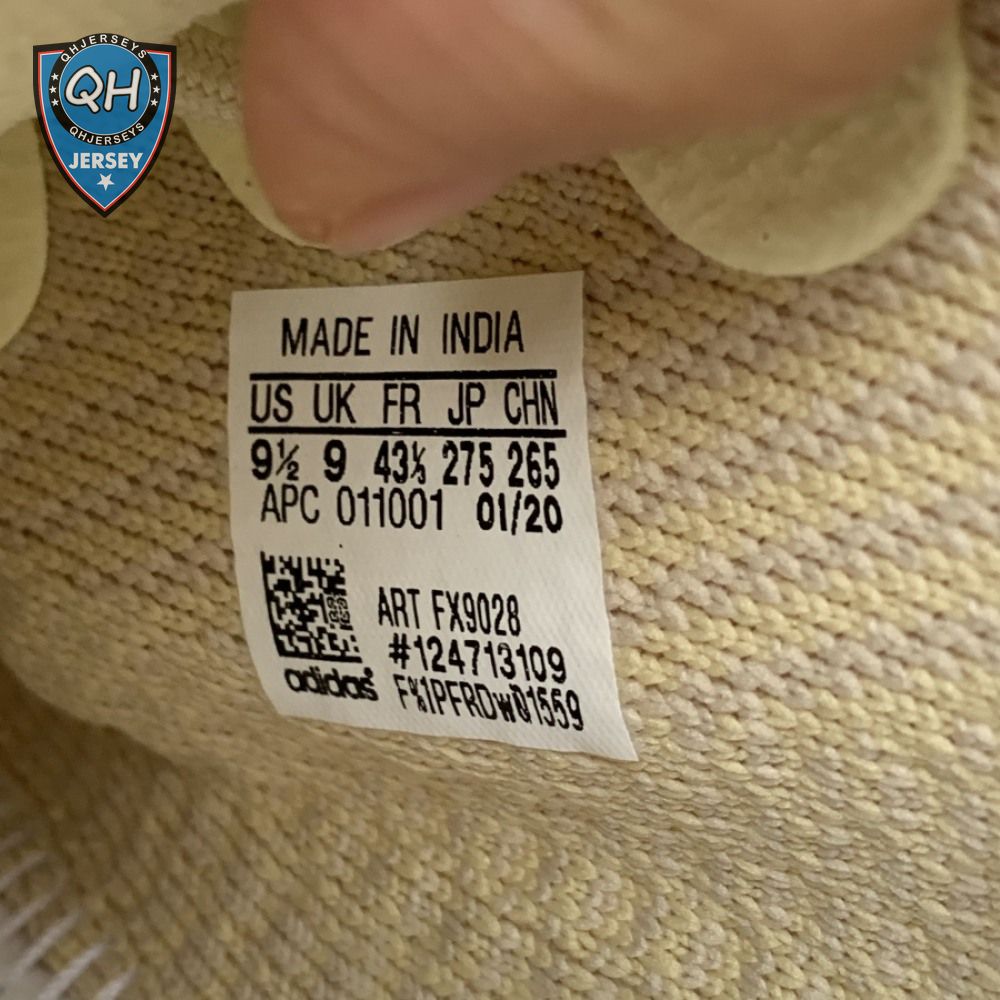 QHJERSEYS
QH
QHJERSEYS
JERSEY
MADE IN INDIA
US UK FR JP CHN
9½ 9 43⅓ 275 265
APC 011001 01/20
ART FX9028
#124713109
adidas®